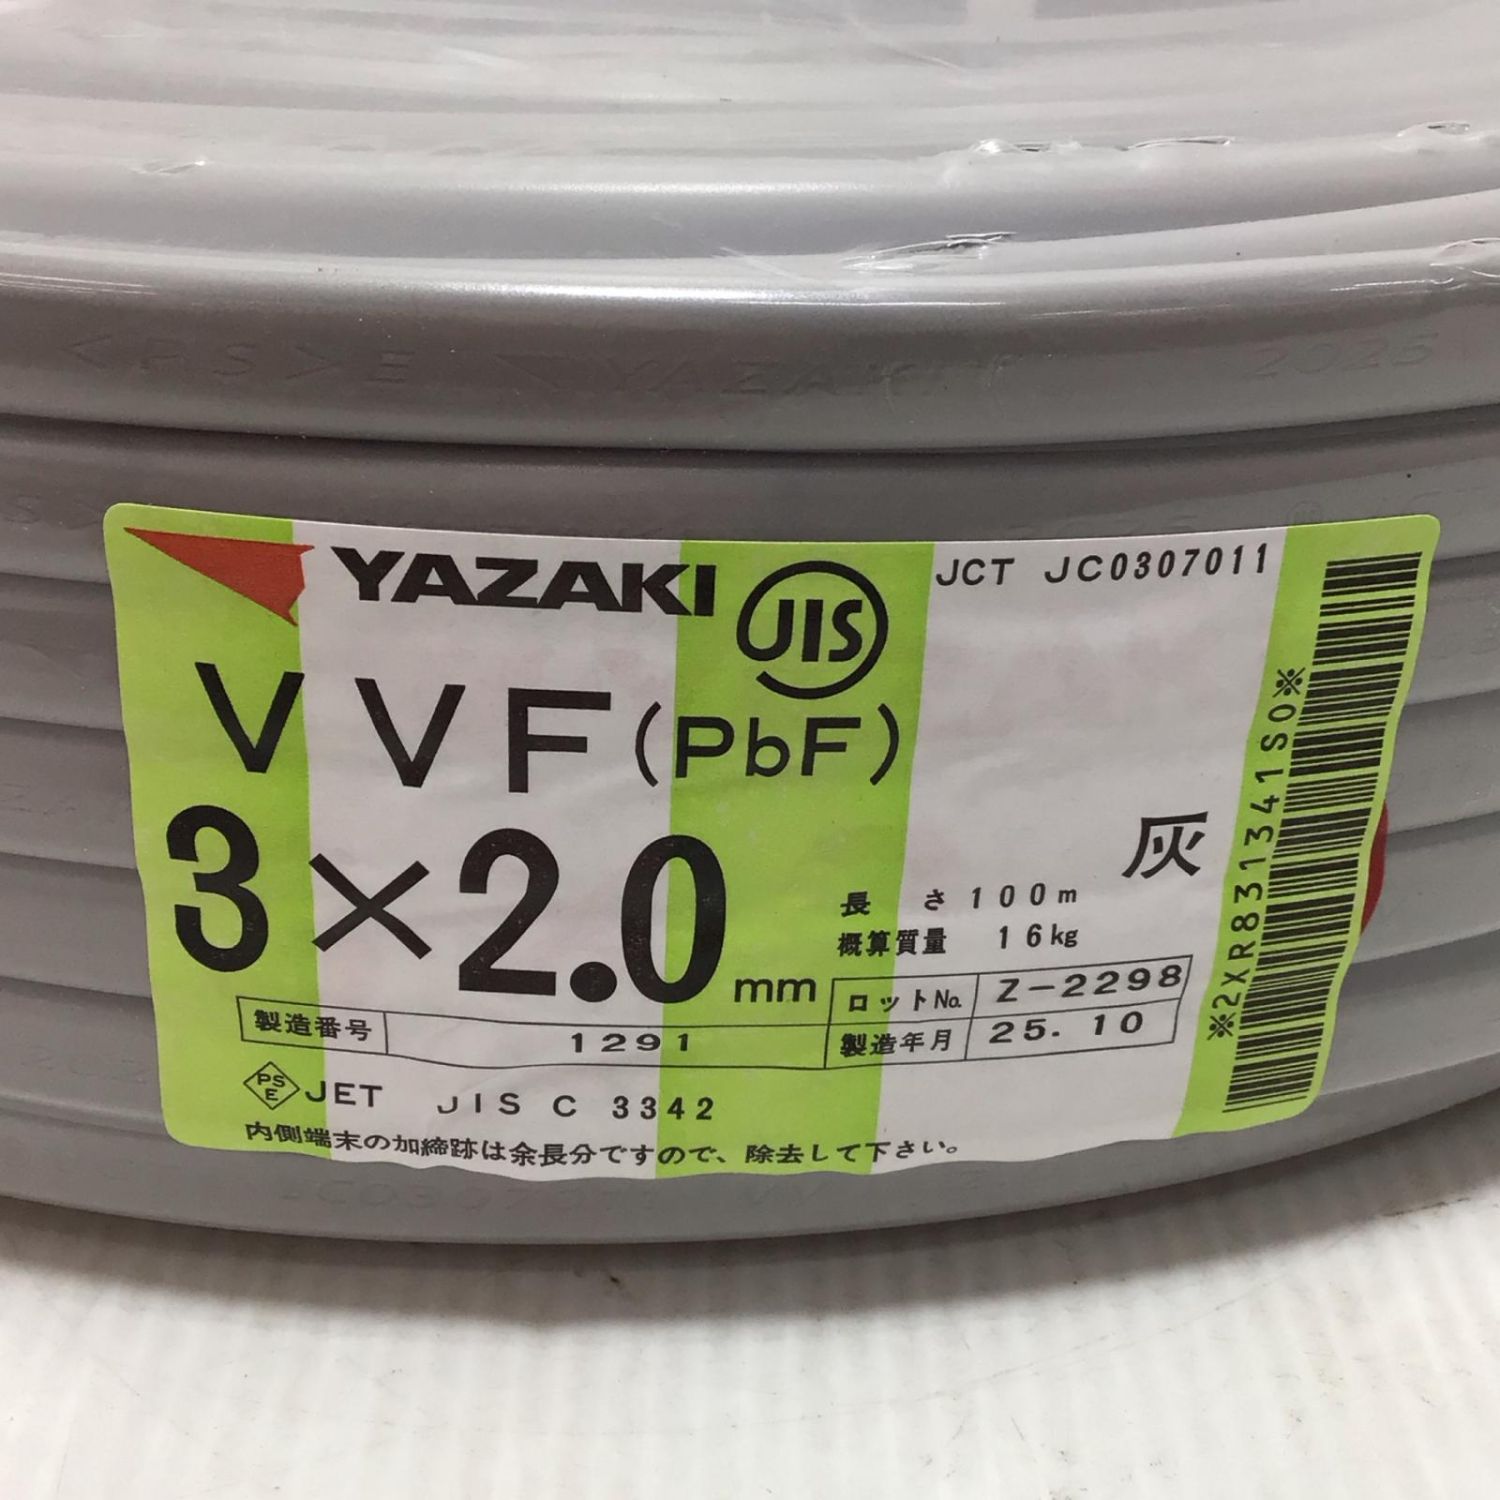 <PS>E YAZAKI 2025
YAZAKI JIS JCT JC0307011
VVF(PbF)
3×2.0mm
灰
長さ100m
概算質量 16kg
ロットNo. Z-2298
製造番号 1291 製造年月 25.10
PSE JET JIS C 3342
内側端末の加締跡は余長分ですので、除去して下さい。
※2XR831341S0※